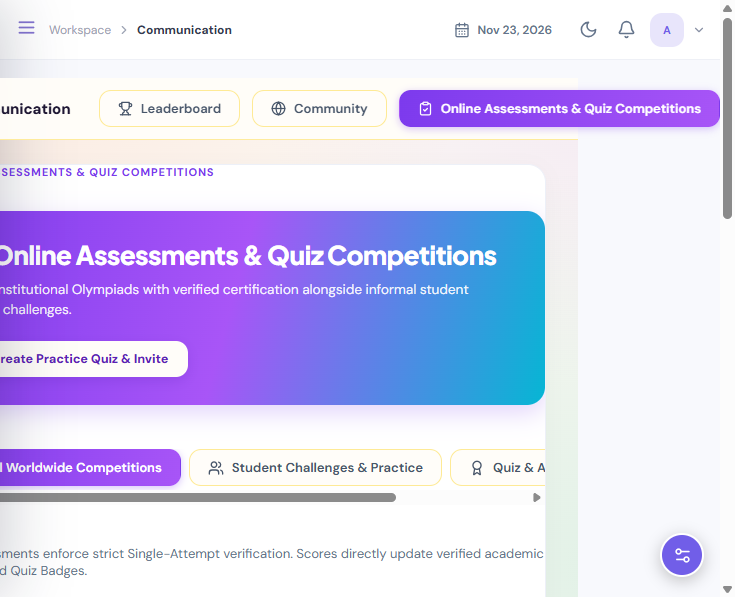 Workspace > Communication
Nov 23, 2026
A
unication
Leaderboard
Community
Online Assessments & Quiz Competitions
SSESSMENTS & QUIZ COMPETITIONS
Online Assessments & Quiz Competitions
nstitutional Olympiads with verified certification alongside informal student
challenges.
reate Practice Quiz & Invite
l Worldwide Competitions
Student Challenges & Practice
Quiz & A
sments enforce strict Single-Attempt verification. Scores directly update verified academic
d Quiz Badges.